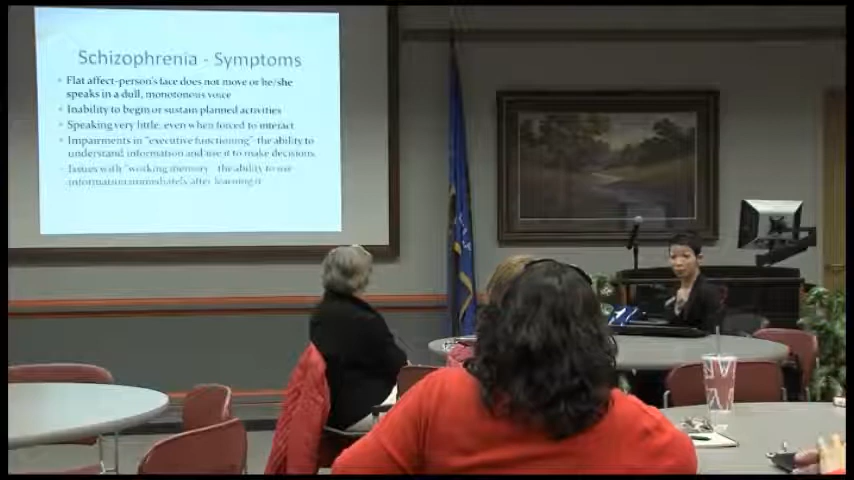 Schizophrenia - Symptoms
Flat affect-person's face does not move or he/she
speaks in a dull, monotonous voice
Inability to begin or sustain planned activities
Speaking very little, even when forced to interact
Impairments in "executive functioning"-the ability to
understand information and use it to make decisions.
Issues with "working memory"- the ability to use
information immediately after learning it